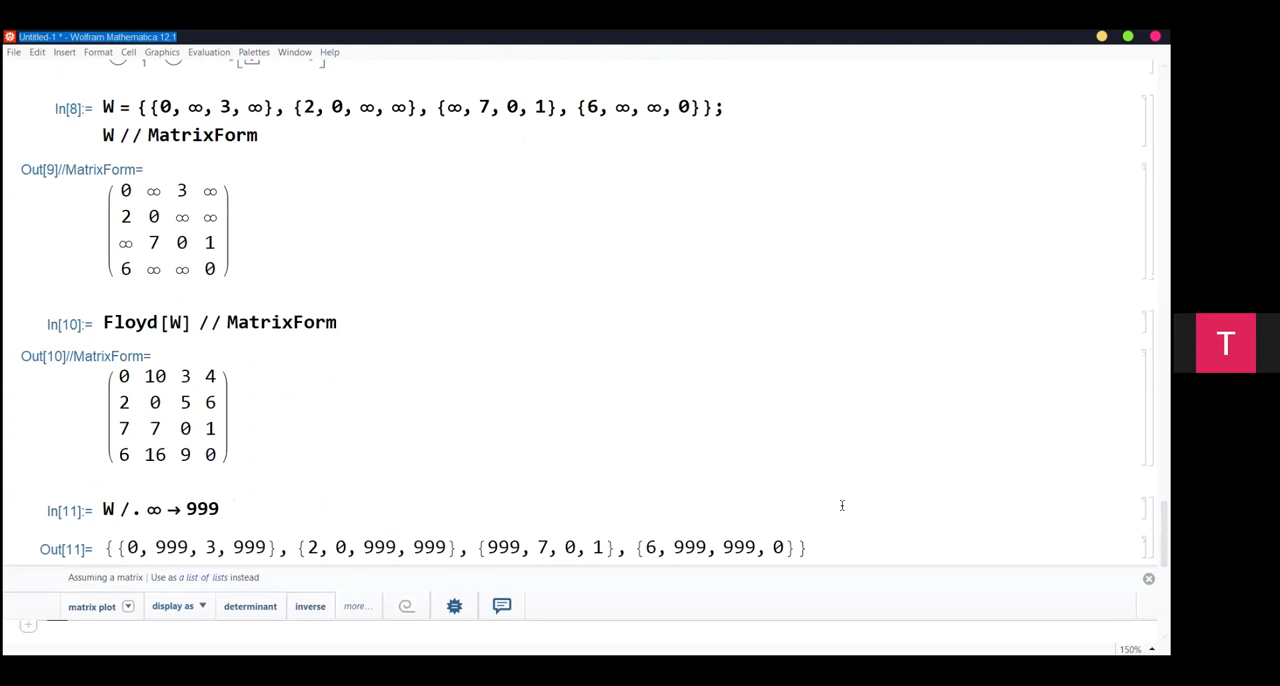 Untitled-1 * - Wolfram Mathematica 12.1
File Edit Insert Format Cell Graphics Evaluation Palettes Window Help
In[8]:= W = {{0, ∞, 3, ∞}, {2, 0, ∞, ∞}, {∞, 7, 0, 1}, {6, ∞, ∞, 0}};
W // MatrixForm
Out[9]//MatrixForm=
0 ∞ 3 ∞
2 0 ∞ ∞
∞ 7 0 1
6 ∞ ∞ 0
In[10]:= Floyd[W] // MatrixForm
Out[10]//MatrixForm=
0 10 3 4
2 0 5 6
7 7 0 1
6 16 9 0
In[11]:= W /. ∞ → 999
Out[11]= {{0, 999, 3, 999}, {2, 0, 999, 999}, {999, 7, 0, 1}, {6, 999, 999, 0}}
Assuming a matrix | Use as a list of lists instead
matrix plot display as determinant inverse more...
150%
T